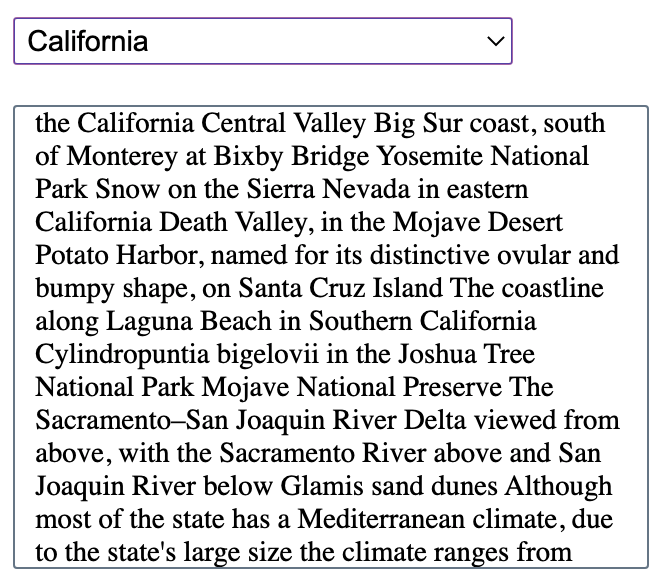 California
the California Central Valley Big Sur coast, south
of Monterey at Bixby Bridge Yosemite National
Park Snow on the Sierra Nevada in eastern
California Death Valley, in the Mojave Desert
Potato Harbor, named for its distinctive ovular and
bumpy shape, on Santa Cruz Island The coastline
along Laguna Beach in Southern California
Cylindropuntia bigelovii in the Joshua Tree
National Park Mojave National Preserve The
Sacramento–San Joaquin River Delta viewed from
above, with the Sacramento River above and San
Joaquin River below Glamis sand dunes Although
most of the state has a Mediterranean climate, due
to the state's large size the climate ranges from